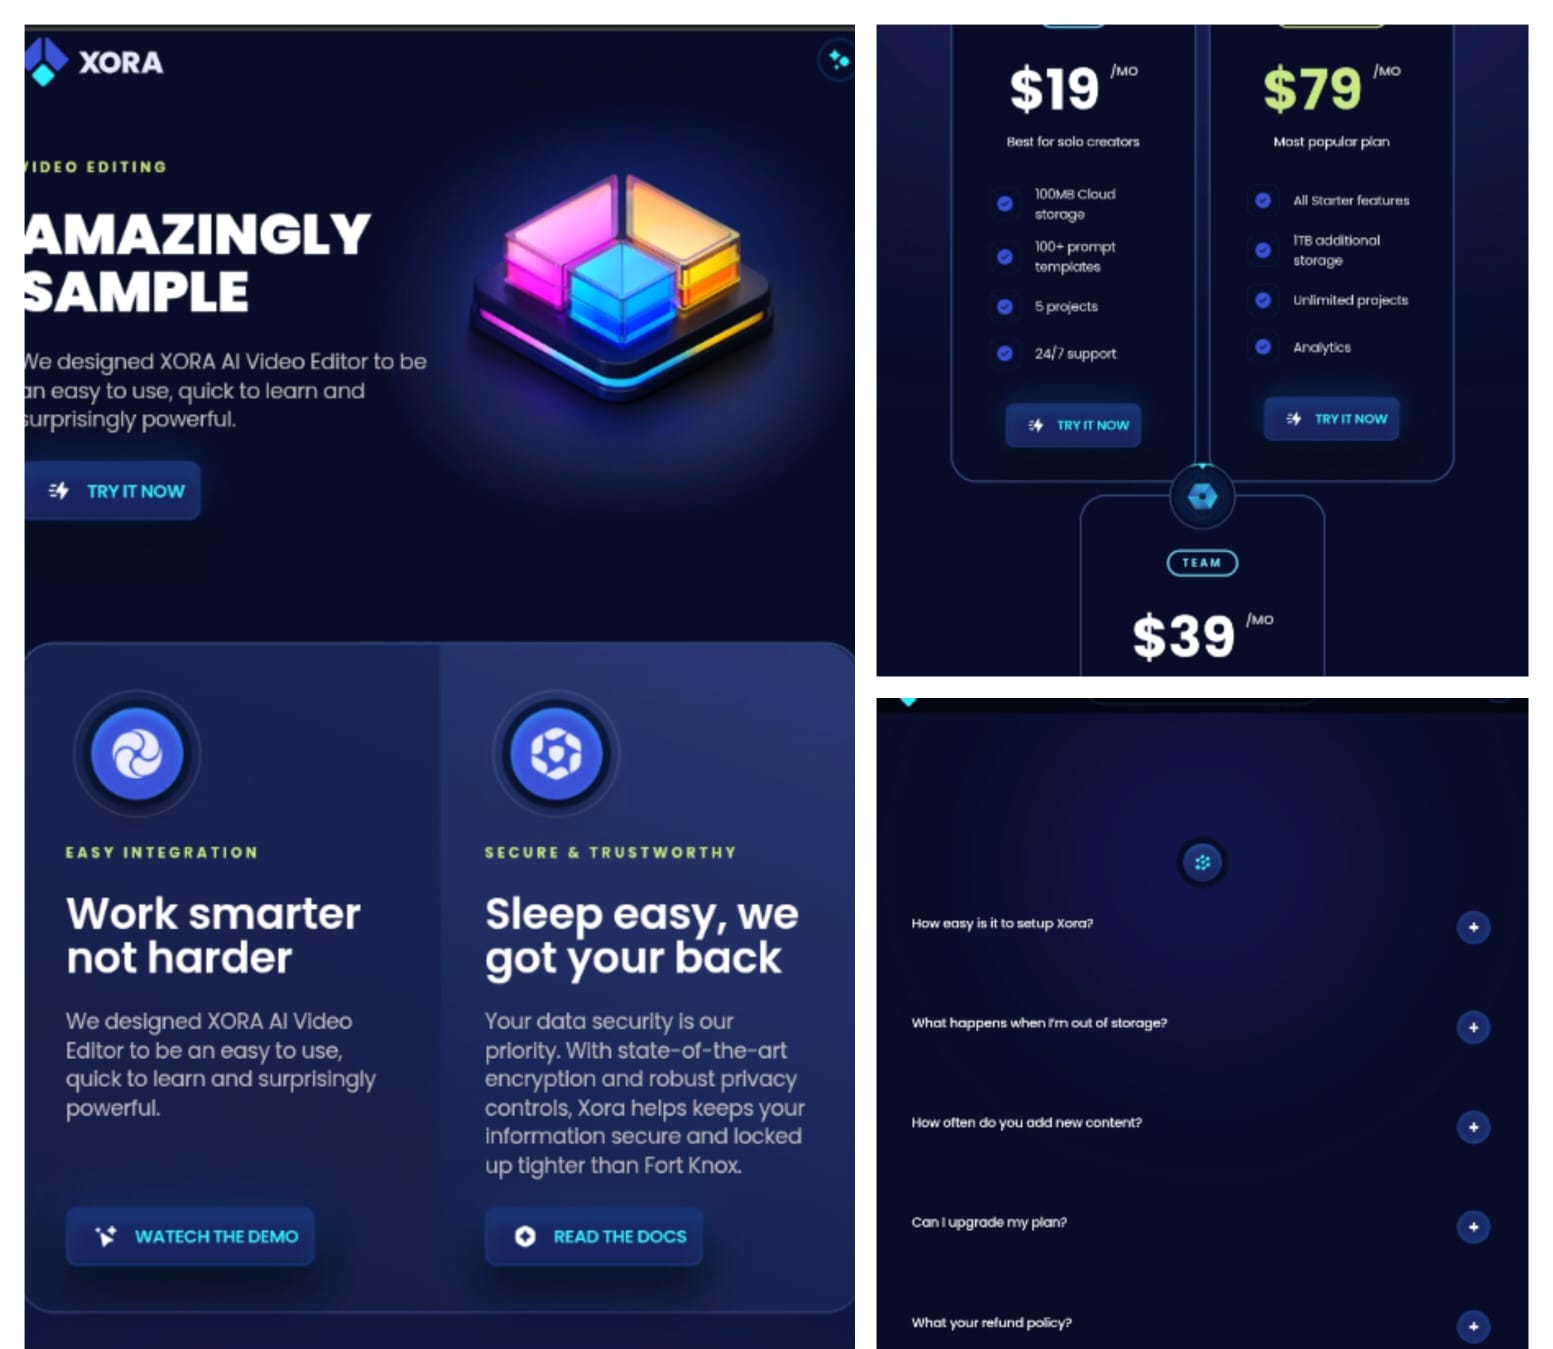 XORA
VIDEO EDITING
AMAZINGLY
SAMPLE
We designed XORA AI Video Editor to be
an easy to use, quick to learn and
surprisingly powerful.
TRY IT NOW
EASY INTEGRATION
Work smarter
not harder
We designed XORA AI Video
Editor to be an easy to use,
quick to learn and surprisingly
powerful.
WATECH THE DEMO
SECURE & TRUSTWORTHY
Sleep easy, we
got your back
Your data security is our
priority. With state-of-the-art
encryption and robust privacy
controls, Xora helps keeps your
information secure and locked
up tighter than Fort Knox.
READ THE DOCS
$19 /MO
Best for solo creators
100MB Cloud
storage
100+ prompt
templates
5 projects
24/7 support
TRY IT NOW
$79 /MO
Most popular plan
All Starter features
1TB additional
storage
Unlimited projects
Analytics
TRY IT NOW
TEAM
$39 /MO
How easy is it to setup Xora?
What happens when I'm out of storage?
How often do you add new content?
Can I upgrade my plan?
What your refund policy?